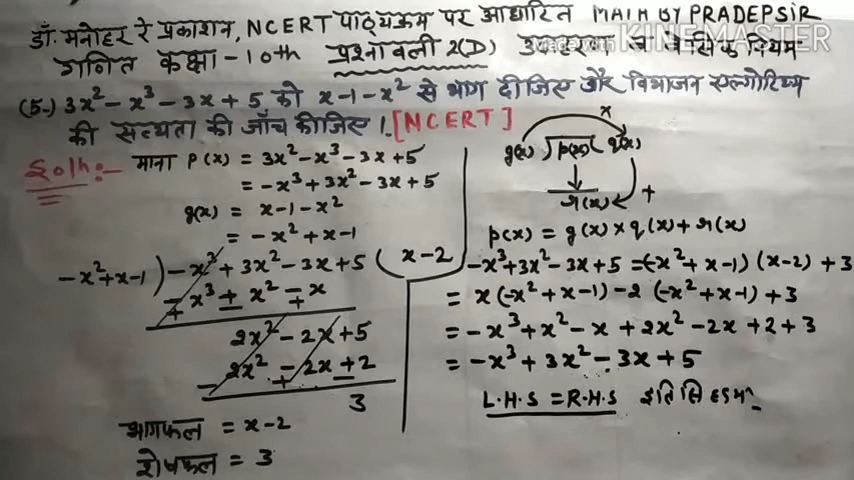 डॉ. मनोहर रे प्रकाशन, NCERT पाठ्यक्रम पर आधारित MATH BY PRADEPSIR
गणित कक्षा - 10th प्रश्नावली 2(D) उदाहरण व बेसिक नियम
KINEMASTER
(5.) 3x² - x³ - 3x + 5 को x - 1 - x² से भाग दीजिए और विभाजन एल्गोरिथ्म
की सत्यता की जाँच कीजिए। [NCERT]
Solh:- माना p(x) = 3x² - x³ - 3x + 5
= -x³ + 3x² - 3x + 5
g(x) = x - 1 - x²
= -x² + x - 1
-x² + x - 1 ) -x³ + 3x² - 3x + 5 ( x - 2
-x³ + x² - x
+ - +
2x² - 2x + 5
2x² - 2x + 2
- + -
3
भागफल = x - 2
शेषफल = 3
x
g(x) ) p(x) ( q(x)
r(x) +
p(x) = g(x) × q(x) + r(x)
-x³ + 3x² - 3x + 5 = (-x² + x - 1) (x - 2) + 3
= x(-x² + x - 1) - 2 (-x² + x - 1) + 3
= -x³ + x² - x + 2x² - 2x + 2 + 3
= -x³ + 3x² - 3x + 5
L.H.S = R.H.S इति सिद्धम्